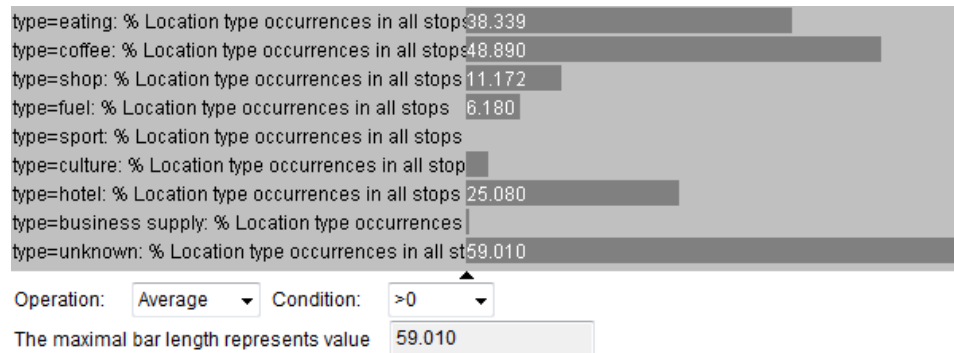 type=eating: % Location type occurrences in all stops 38.339
type=coffee: % Location type occurrences in all stops 48.890
type=shop: % Location type occurrences in all stops 11.172
type=fuel: % Location type occurrences in all stops 6.180
type=sport: % Location type occurrences in all stops
type=culture: % Location type occurrences in all stop
type=hotel: % Location type occurrences in all stops 25.080
type=business supply: % Location type occurrences
type=unknown: % Location type occurrences in all st 59.010
Operation: Average Condition: >0
The maximal bar length represents value 59.010